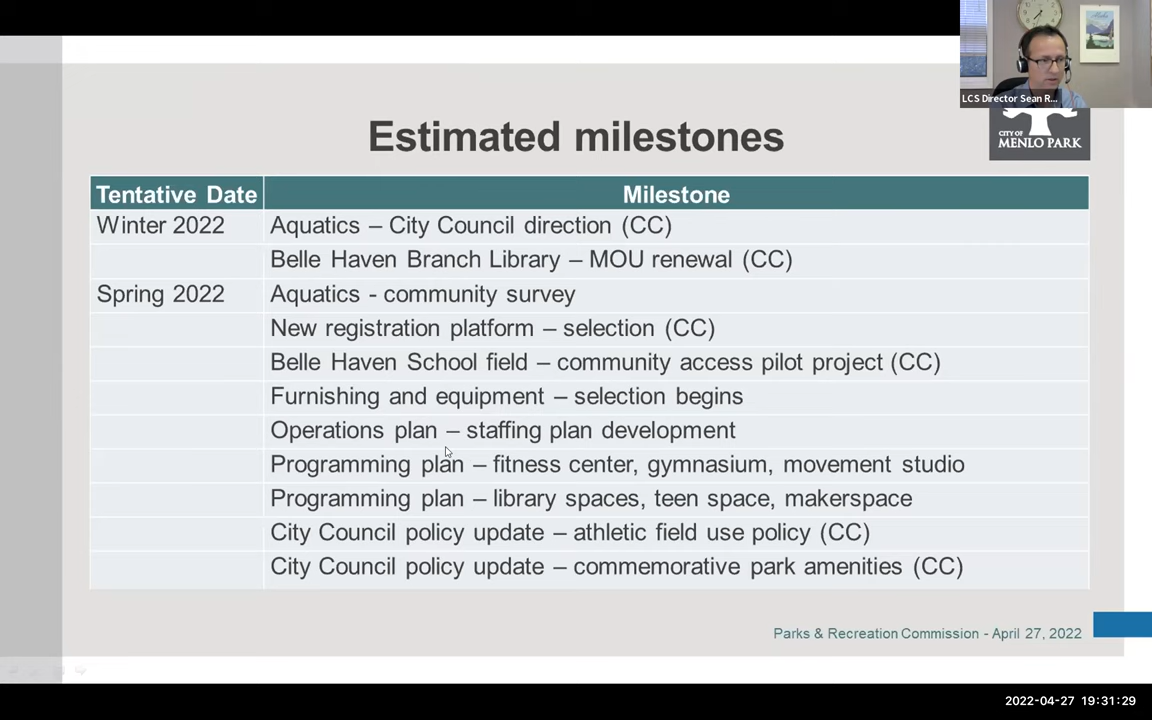 LCS Director Sean R...
CITY OF
MENLO PARK
Estimated milestones
Tentative Date Milestone
Winter 2022 Aquatics – City Council direction (CC)
Belle Haven Branch Library – MOU renewal (CC)
Spring 2022 Aquatics - community survey
New registration platform – selection (CC)
Belle Haven School field – community access pilot project (CC)
Furnishing and equipment – selection begins
Operations plan – staffing plan development
Programming plan – fitness center, gymnasium, movement studio
Programming plan – library spaces, teen space, makerspace
City Council policy update – athletic field use policy (CC)
City Council policy update – commemorative park amenities (CC)
Parks & Recreation Commission - April 27, 2022
2022-04-27 19:31:29